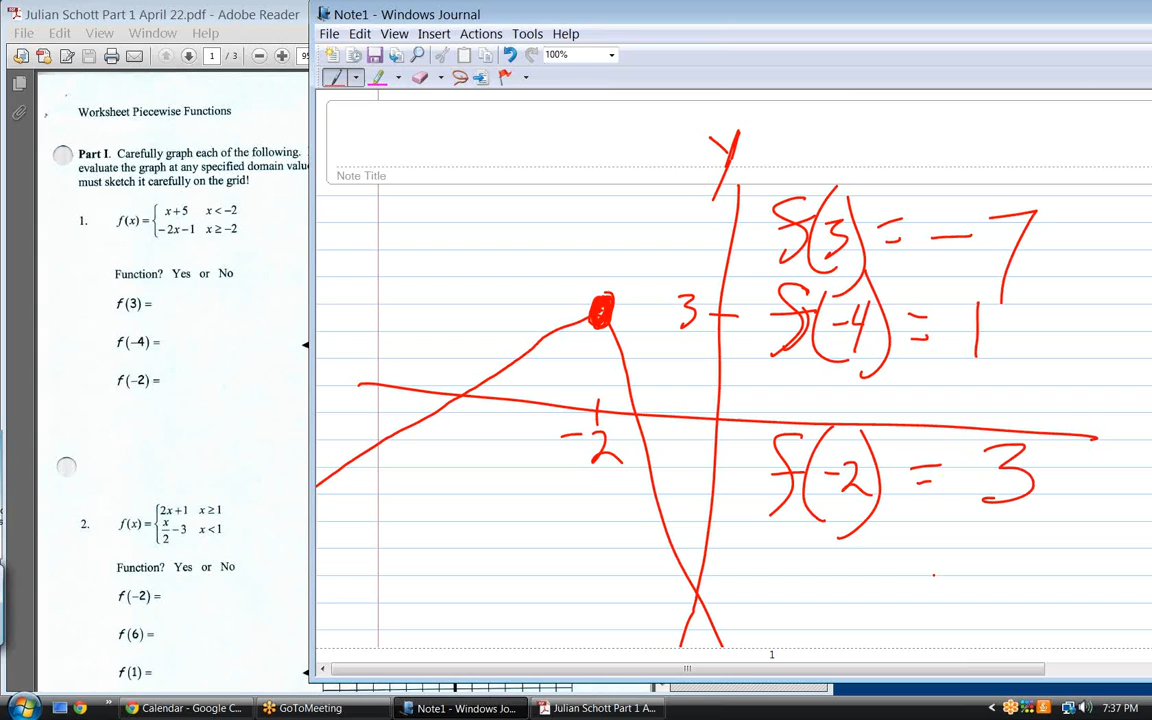 Julian Schott Part 1 April 22.pdf - Adobe Reader
File Edit View Window Help
1 / 3
Worksheet Piecewise Functions
Part I. Carefully graph each of the following.
evaluate the graph at any specified domain valu
must sketch it carefully on the grid!
1. f(x) = { x+5 x < −2
−2x−1 x ≥ −2
Function? Yes or No
f(3) =
f(−4) =
f(−2) =
2. f(x) = { 2x+1 x ≥ 1
x/2 −3 x < 1
Function? Yes or No
f(−2) =
f(6) =
f(1) =
Note1 - Windows Journal
File Edit View Insert Actions Tools Help
100%
Note Title
y
f(3) = −7
3
f(-4) = 1
-2
f(-2) = 3
1
Calendar - Google C...
GoToMeeting
Note1 - Windows Jo...
Julian Schott Part 1 A...
7:37 PM